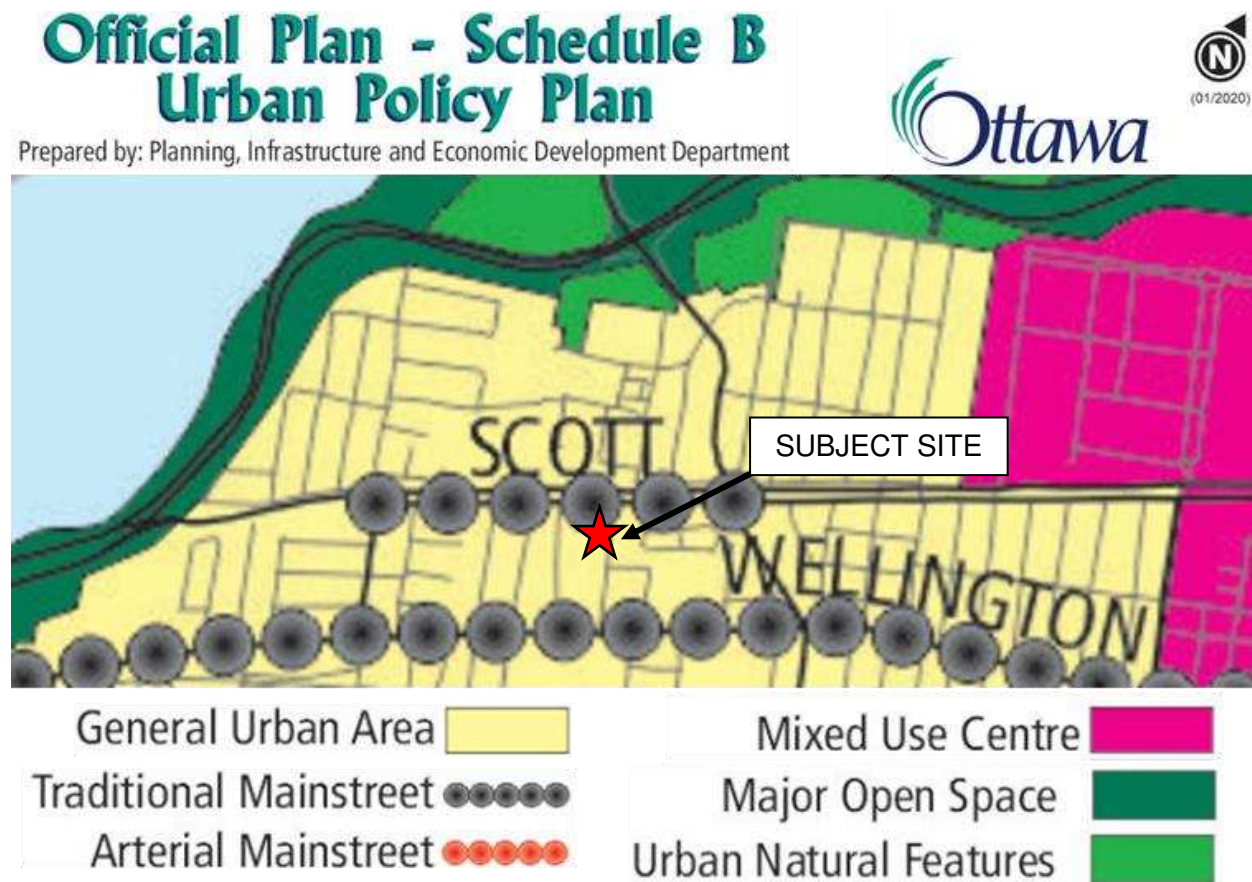 Official Plan - Schedule B
Urban Policy Plan
Prepared by: Planning, Infrastructure and Economic Development Department
Ottawa
N
(01/2020)
SCOTT
SUBJECT SITE
WELLINGTON
General Urban Area
Traditional Mainstreet
Arterial Mainstreet
Mixed Use Centre
Major Open Space
Urban Natural Features